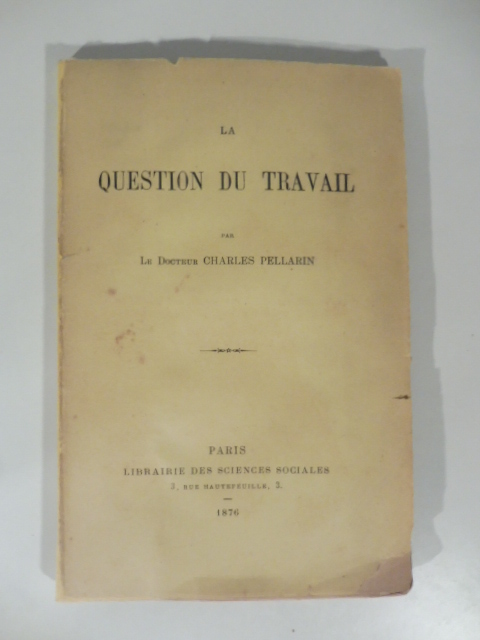 LA
QUESTION DU TRAVAIL
PAR
LE DOCTEUR CHARLES PELLARIN
PARIS
LIBRAIRIE DES SCIENCES SOCIALES
3, RUE HAUTEFEUILLE, 3.
1876